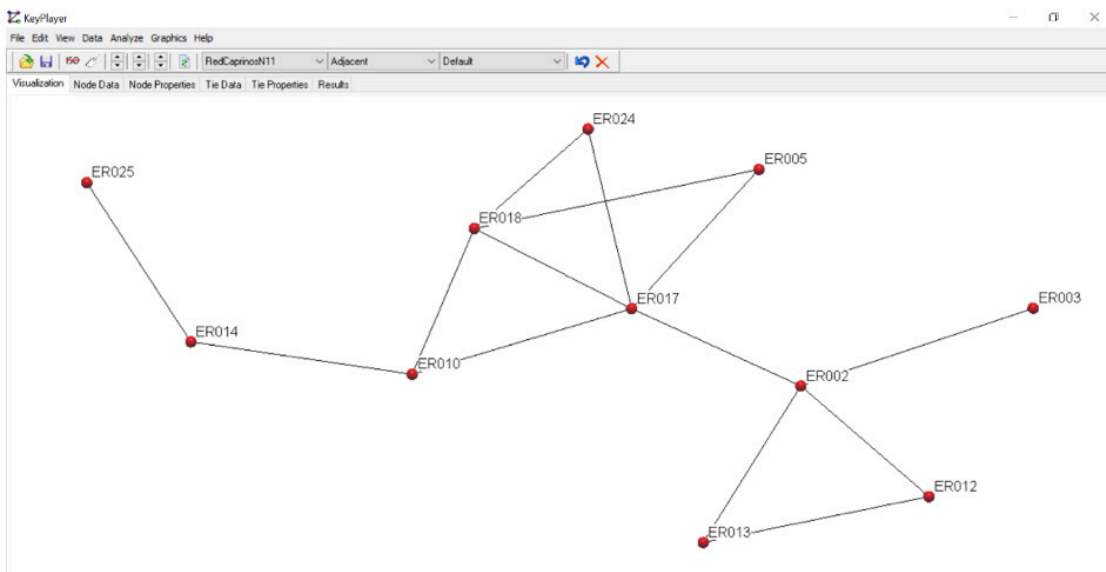 KeyPlayer
File Edit View Data Analyze Graphics Help
ISO RedCaprinosN11 Adjacent Default
Visualization Node Data Node Properties Tie Data Tie Properties Results
ER024
ER005
ER025
ER018
ER017
ER003
ER014
ER010
ER002
ER012
ER013